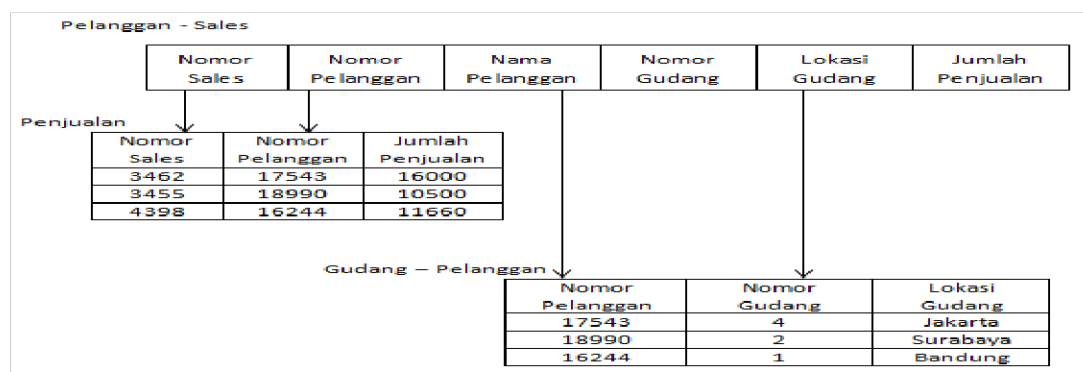 Pelanggan - Sales
Nomor Nomor Nama Nomor Lokasi Jumlah
Sales Pelanggan Pelanggan Gudang Gudang Penjualan
Penjualan
Nomor Nomor Jumlah
Sales Pelanggan Penjualan
3462 17543 16000
3455 18990 10500
4398 16244 11660
Gudang – Pelanggan
Nomor Nomor Lokasi
Pelanggan Gudang Gudang
17543 4 Jakarta
18990 2 Surabaya
16244 1 Bandung